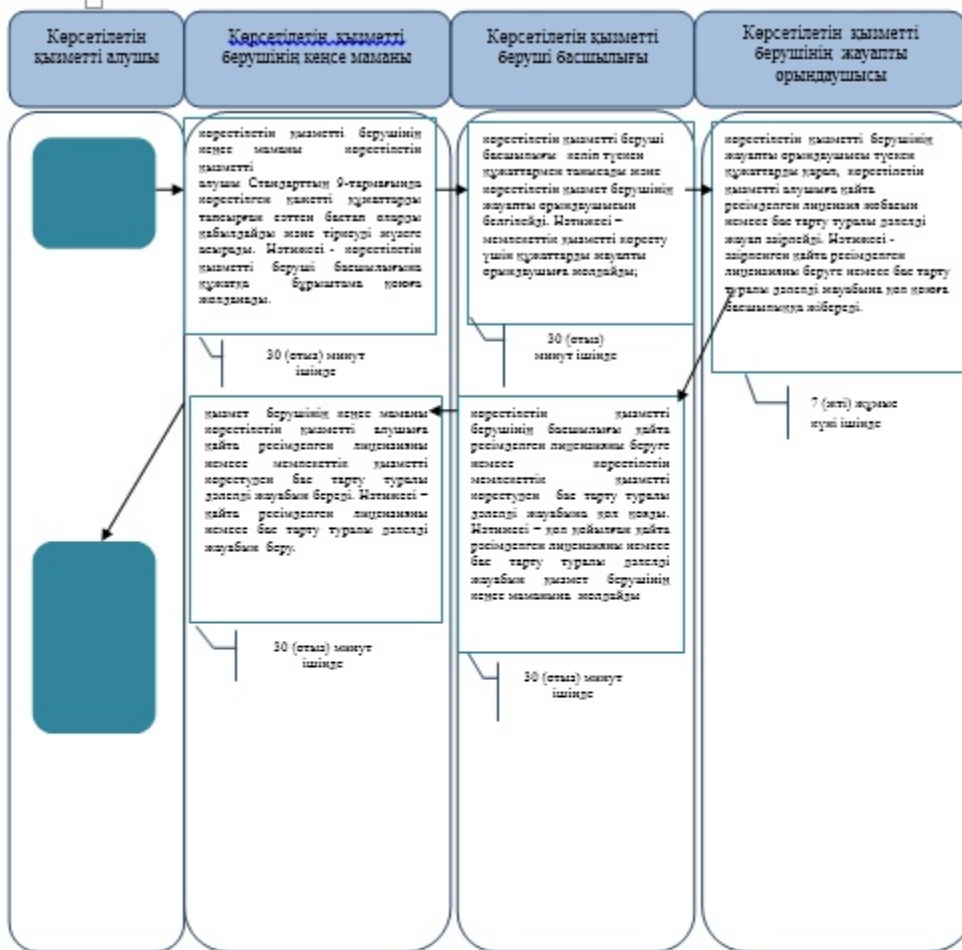 Көрсетілетін
қызметті алушы
Көрсетілетін қызметті
берушінің кеңсе маманы
Көрсетілетін қызметті
беруші басшылығы
Көрсетілетін қызметті
берушінің жауапты
орындаушысы
көрсетілетін қызметті берушінің
кеңсе маманы көрсетілетін
қызметті
алушы Стандарттың 9-тармағында
көрсетілген қажетті құжаттарды
тапсырған сәттен бастап оларды
қабылдайды және тіркеуді жүзеге
асырады. Нәтижесі - көрсетілетін
қызметті беруші басшылығына
құжатқа бұрыштама қоюға
жолданады.
30 (отыз) минут
ішінде
көрсетілетін қызметті беруші
басшылығы келіп түскен
құжаттармен танысады және
көрсетілетін қызмет берушінің
жауапты орындаушысын
белгілейді. Нәтижесі –
мемлекеттік қызметті көрсету
үшін құжаттарды жауапты
орындаушыға жолдайды;
30 (отыз)
минут ішінде
көрсетілетін қызметті берушінің
жауапты орындаушысы түскен
құжаттарды қарап, көрсетілетін
қызметті алушыға қайта
ресімделген лицензия жобасын
немесе бас тарту туралы дәлелді
жауап әзірлейді. Нәтижесі -
әзірленген қайта ресімделген
лицензияны беруге немесе бас тарту
туралы дәлелді жауабына қол қоюға
басшылыққа жібереді.
7 (жті) жұмыс
күні ішінде
көрсетілетін қызметті
берушінің басшылығы қайта
ресімделген лицензияны беруге
немесе көрсетілетін
мемлекеттік қызметті
көрсетуден бас тарту туралы
дәлелді жауабына қол қояды.
Нәтижесі – қол қойылған қайта
ресімделген лицензияны немесе
бас тарту туралы дәлелді
жауабын қызмет берушінің
кеңсе маманына жолдайды
30 (отыз) минут
ішінде
қызмет берушінің кеңсе маманы
көрсетілетін қызметті алушыға
қайта ресімделген лицензияны
немесе мемлекеттік қызметті
көрсетуден бас тарту туралы
дәлелді жауабын береді. Нәтижесі –
қайта ресімделген лицензияны
немесе бас тарту туралы дәлелді
жауабын беру.
30 (отыз) минут
ішінде